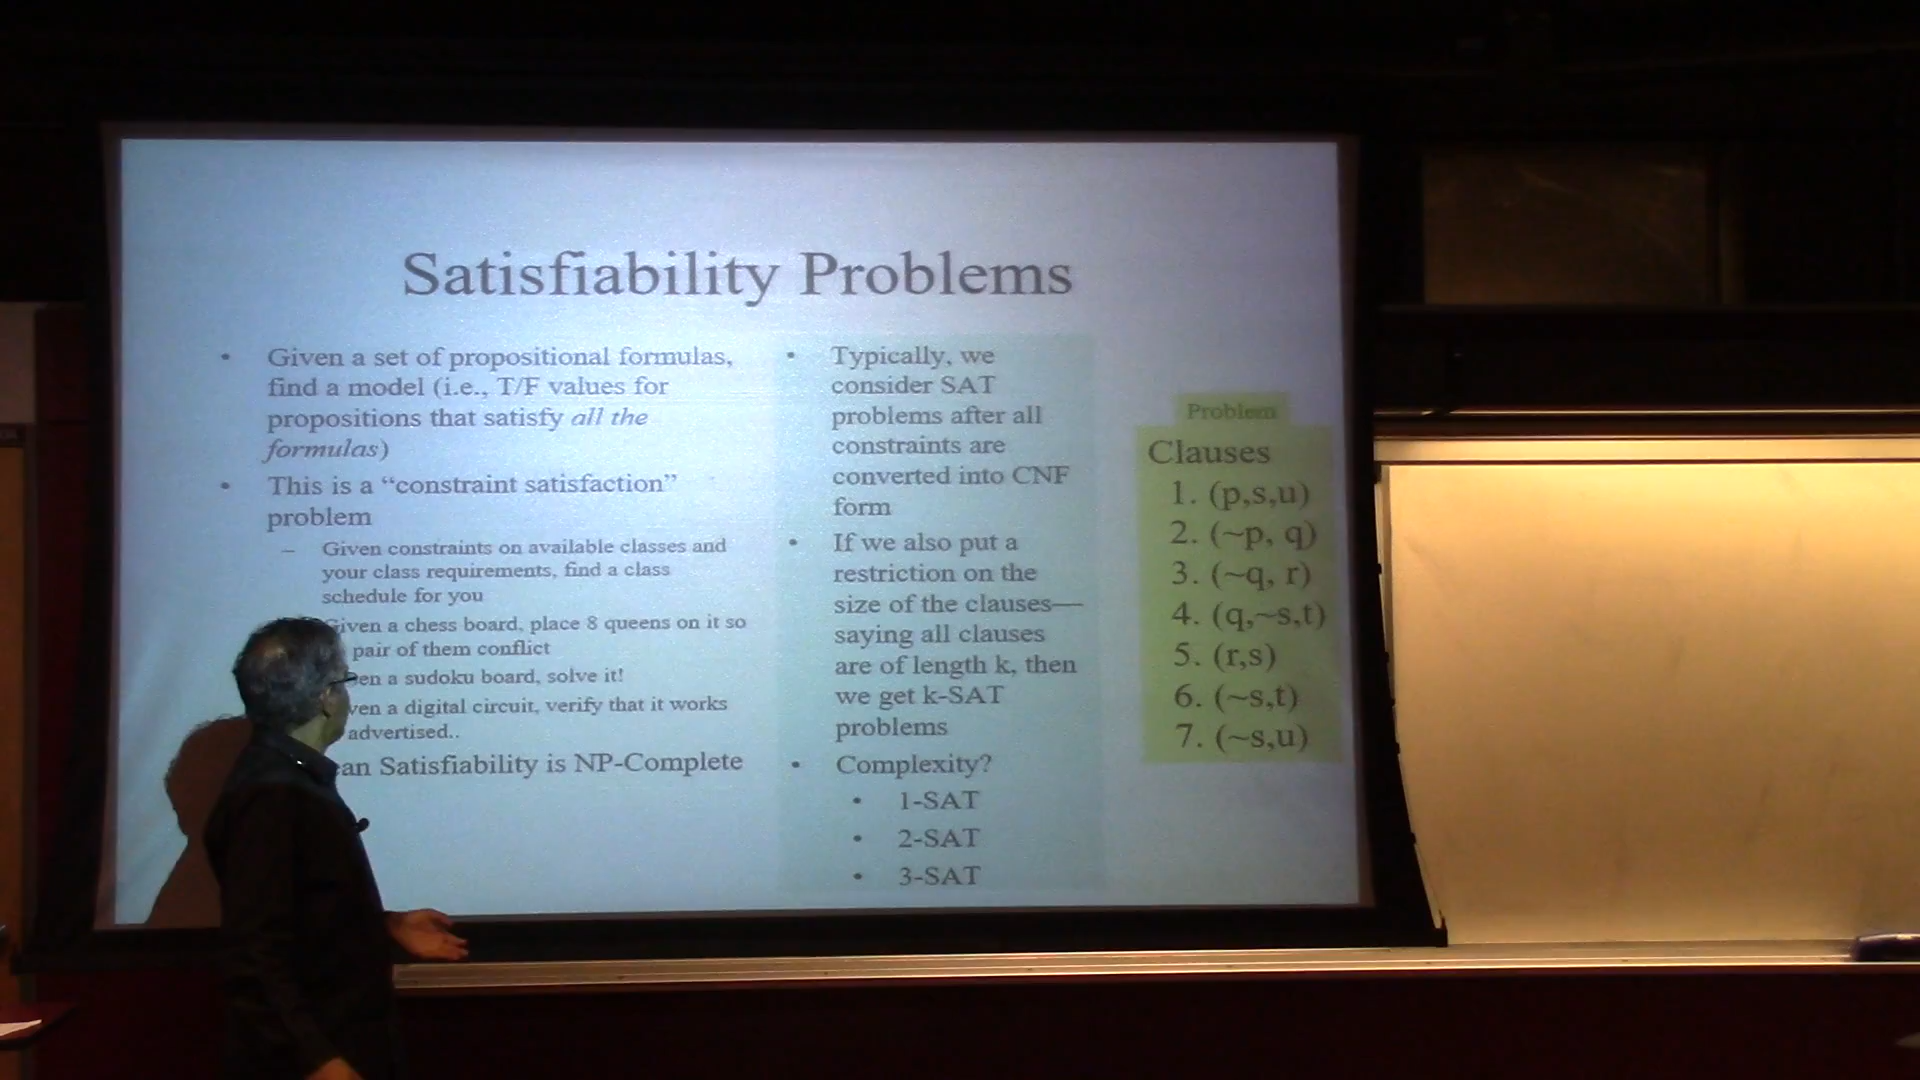 Satisfiability Problems
• Given a set of propositional formulas,
find a model (i.e., T/F values for
propositions that satisfy all the
formulas)
• This is a “constraint satisfaction”
problem
– Given constraints on available classes and
your class requirements, find a class
schedule for you
Given a chess board, place 8 queens on it so
pair of them conflict
en a sudoku board, solve it!
ven a digital circuit, verify that it works
advertised..
ean Satisfiability is NP-Complete
• Typically, we
consider SAT
problems after all
constraints are
converted into CNF
form
• If we also put a
restriction on the
size of the clauses—
saying all clauses
are of length k, then
we get k-SAT
problems
• Complexity?
• 1-SAT
• 2-SAT
• 3-SAT
Problem
Clauses
1. (p,s,u)
2. (~p, q)
3. (~q, r)
4. (q,~s,t)
5. (r,s)
6. (~s,t)
7. (~s,u)